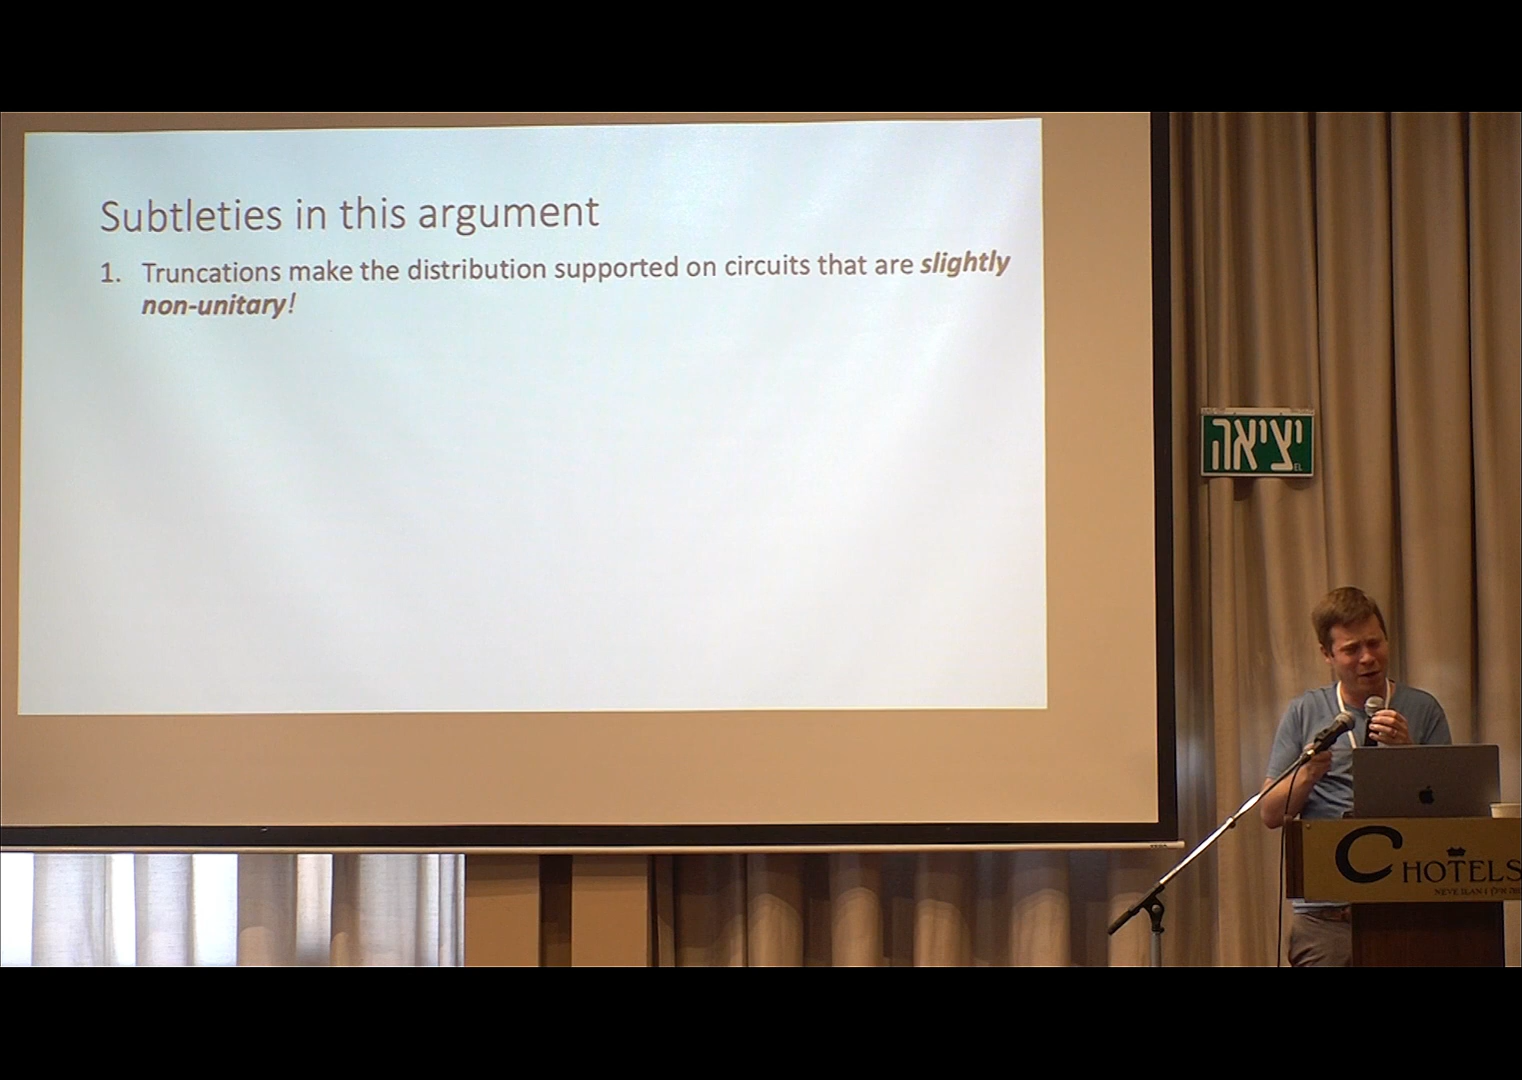 Subtleties in this argument
1. Truncations make the distribution supported on circuits that are slightly
non-unitary!
יציאה
EL
C HOTELS
NEVE ILAN